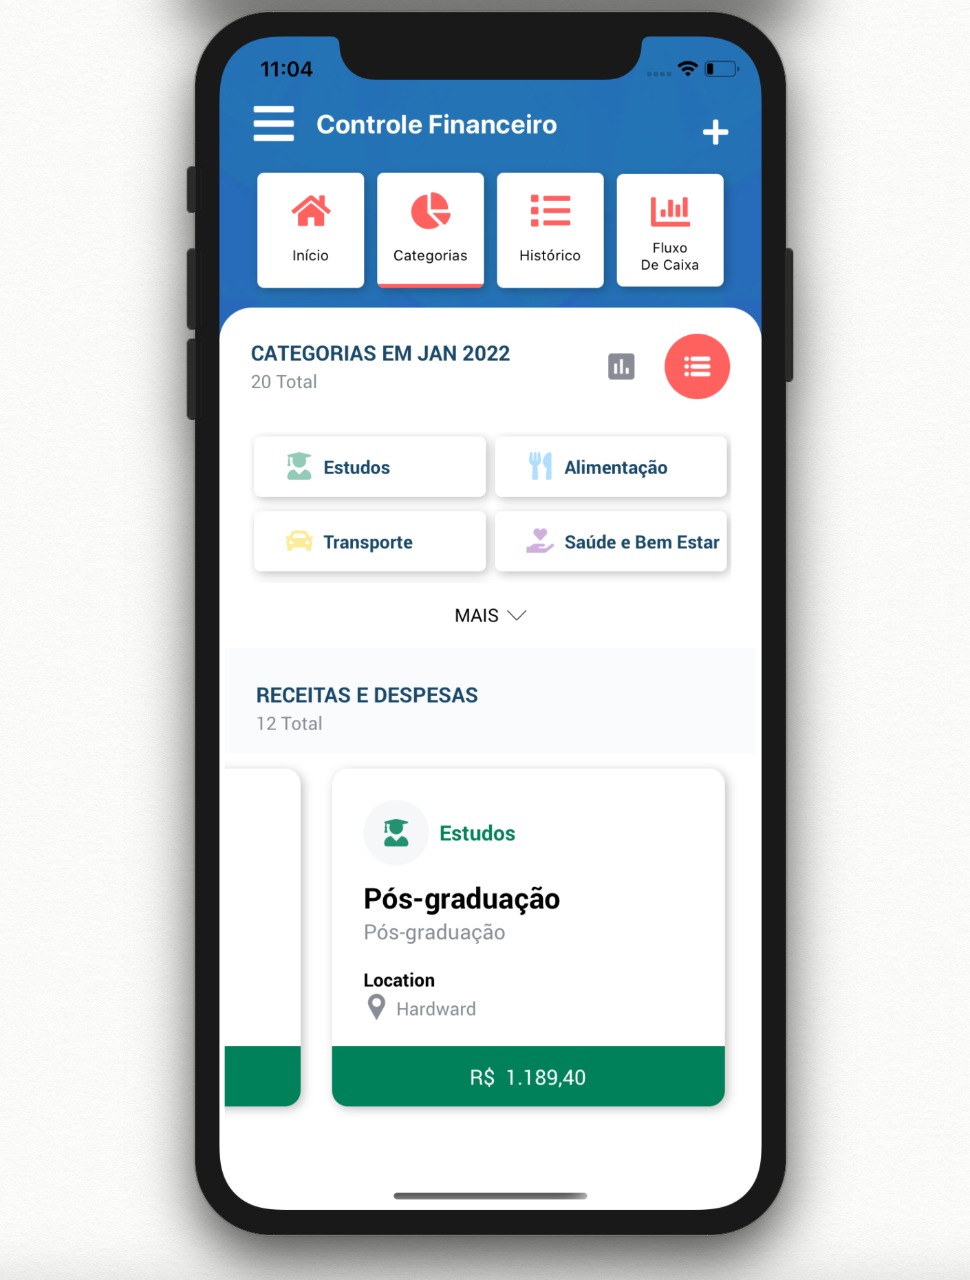 11:04
Controle Financeiro
Início
Categorias
Histórico
Fluxo
De Caixa
CATEGORIAS EM JAN 2022
20 Total
Estudos
Alimentação
Transporte
Saúde e Bem Estar
MAIS
RECEITAS E DESPESAS
12 Total
Estudos
Pós-graduação
Pós-graduação
Location
Hardward
R$ 1.189,40